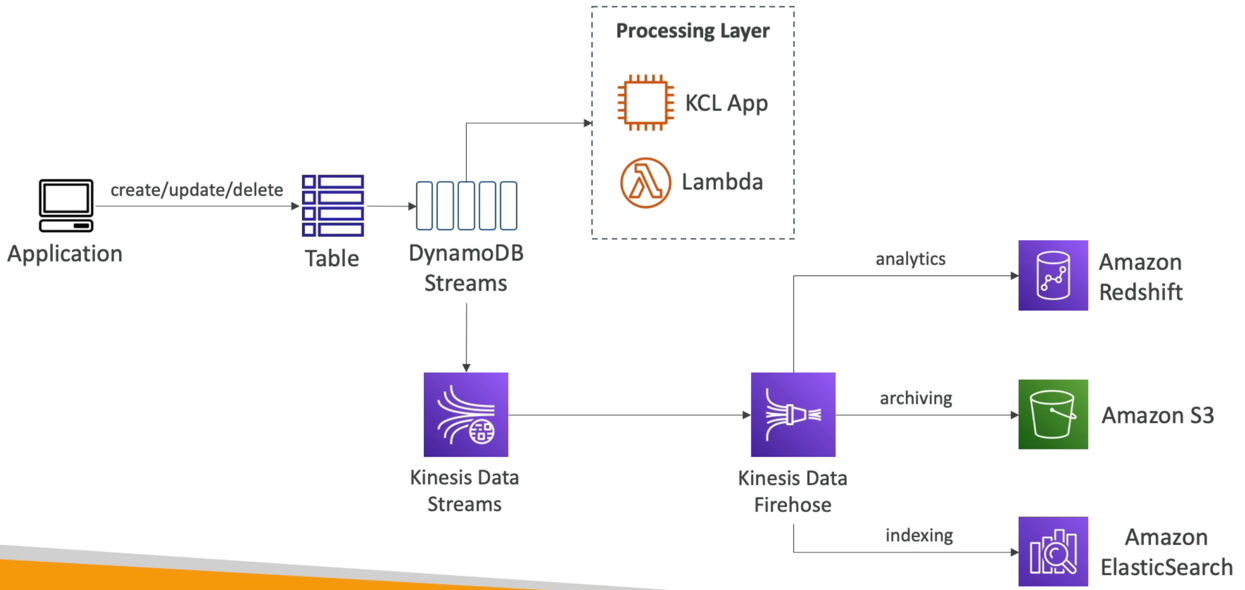 Processing Layer
KCL App
Lambda
create/update/delete
Application
Table
DynamoDB
Streams
analytics
Amazon
Redshift
archiving
Amazon S3
Kinesis Data
Streams
Kinesis Data
Firehose
indexing
Amazon
ElasticSearch